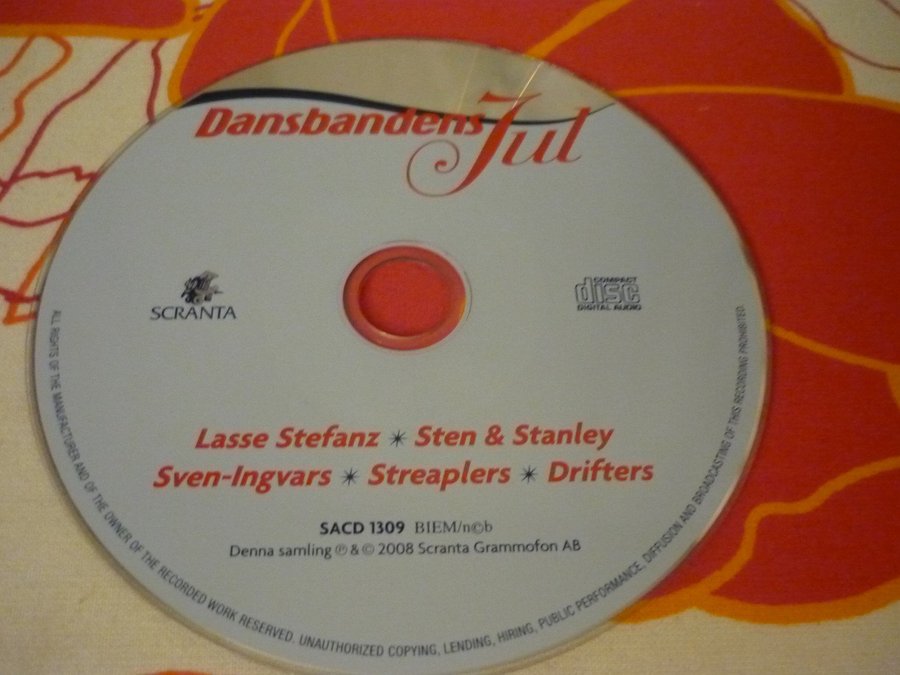 Dansbandens Jul
SCRANTA
COMPACT
disc
DIGITAL AUDIO
Lasse Stefanz ✶ Sten & Stanley
Sven-Ingvars ✶ Streaplers ✶ Drifters
SACD 1309 BIEM/n©b
Denna samling ℗ & © 2008 Scranta Grammofon AB
ALL RIGHTS OF THE MANUFACTURER AND OF THE OWNER OF THE RECORDED WORK RESERVED. UNAUTHORIZED COPYING, LENDING, HIRING, PUBLIC PERFORMANCE, DIFFUSION AND BROADCASTING OF THIS RECORDING PROHIBITED.